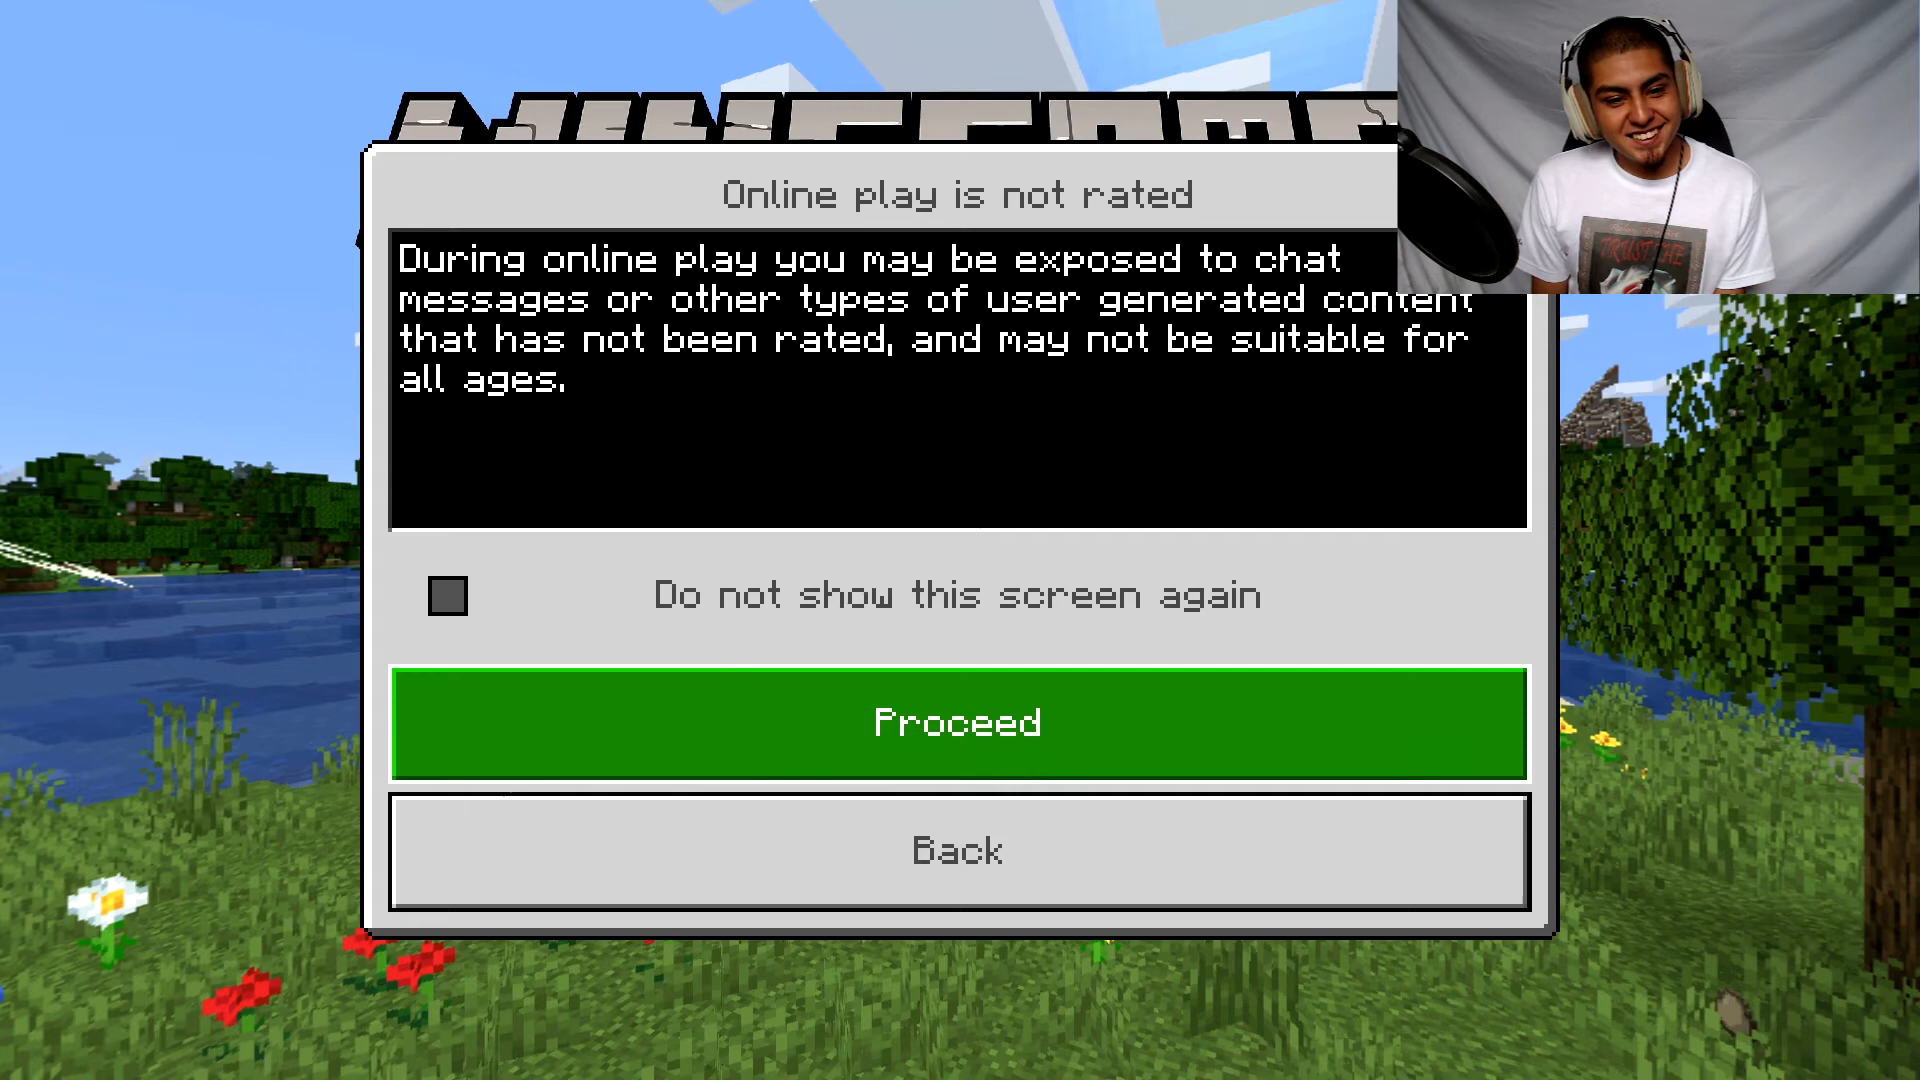 Online play is not rated
During online play you may be exposed to chat
messages or other types of user generated content
that has not been rated, and may not be suitable for
all ages.
Do not show this screen again
Proceed
Back
TRUST THE